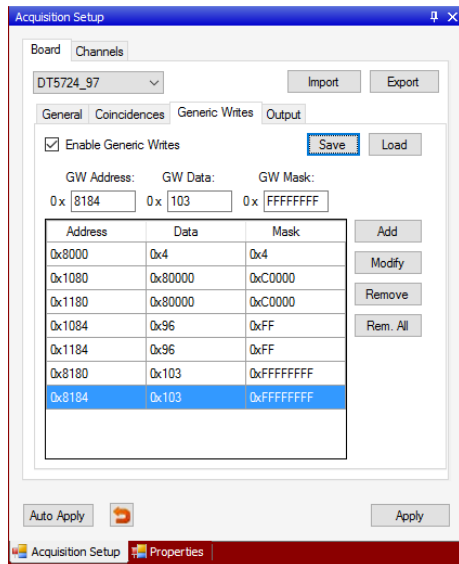 Acquisition Setup
Board Channels
DT5724_97 Import Export
General Coincidences Generic Writes Output
Enable Generic Writes Save Load
GW Address: GW Data: GW Mask:
0 x 8184 0 x 103 0 x FFFFFFFF
Address Data Mask Add
0x8000 0x4 0x4
Modify
0x1080 0x80000 0xC0000
0x1180 0x80000 0xC0000
Remove
0x1084 0x96 0xFF
Rem. All
0x1184 0x96 0xFF
0x8180 0x103 0xFFFFFFFF
0x8184 0x103 0xFFFFFFFF
Auto Apply Apply
Acquisition Setup Properties